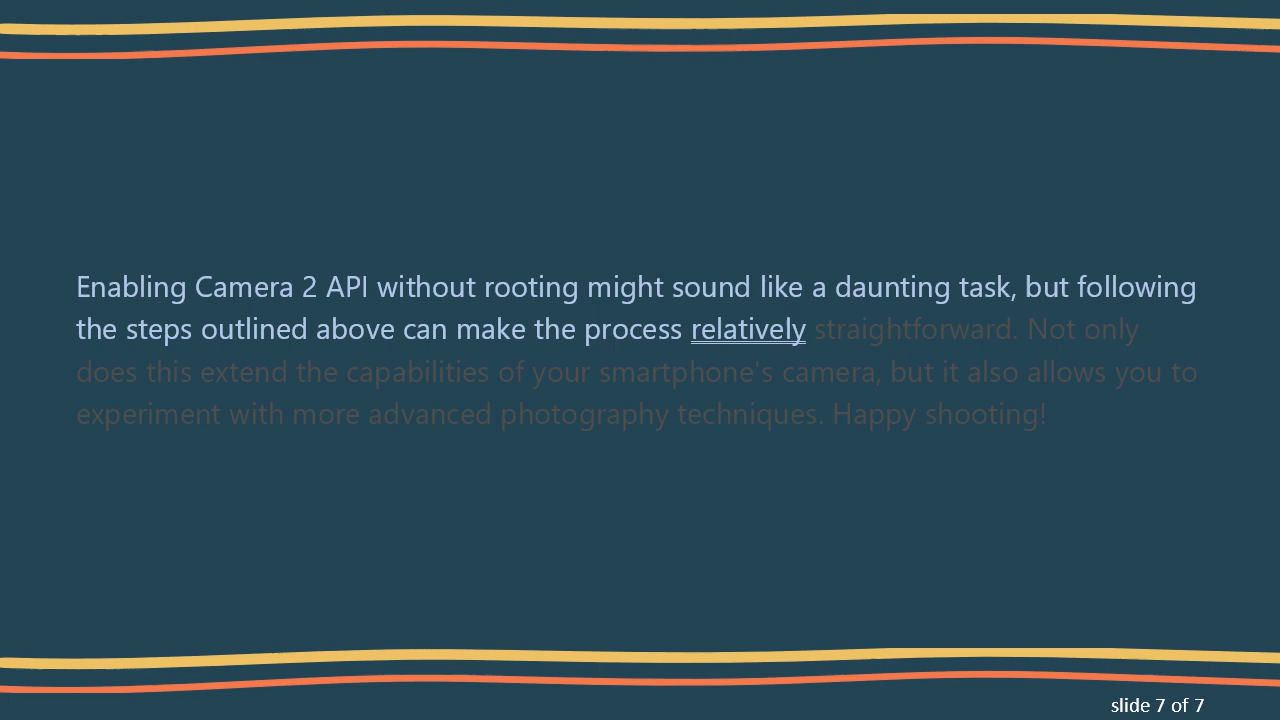 Enabling Camera 2 API without rooting might sound like a daunting task, but following
the steps outlined above can make the process relatively straightforward. Not only
does this extend the capabilities of your smartphone's camera, but it also allows you to
experiment with more advanced photography techniques. Happy shooting!
slide 7 of 7